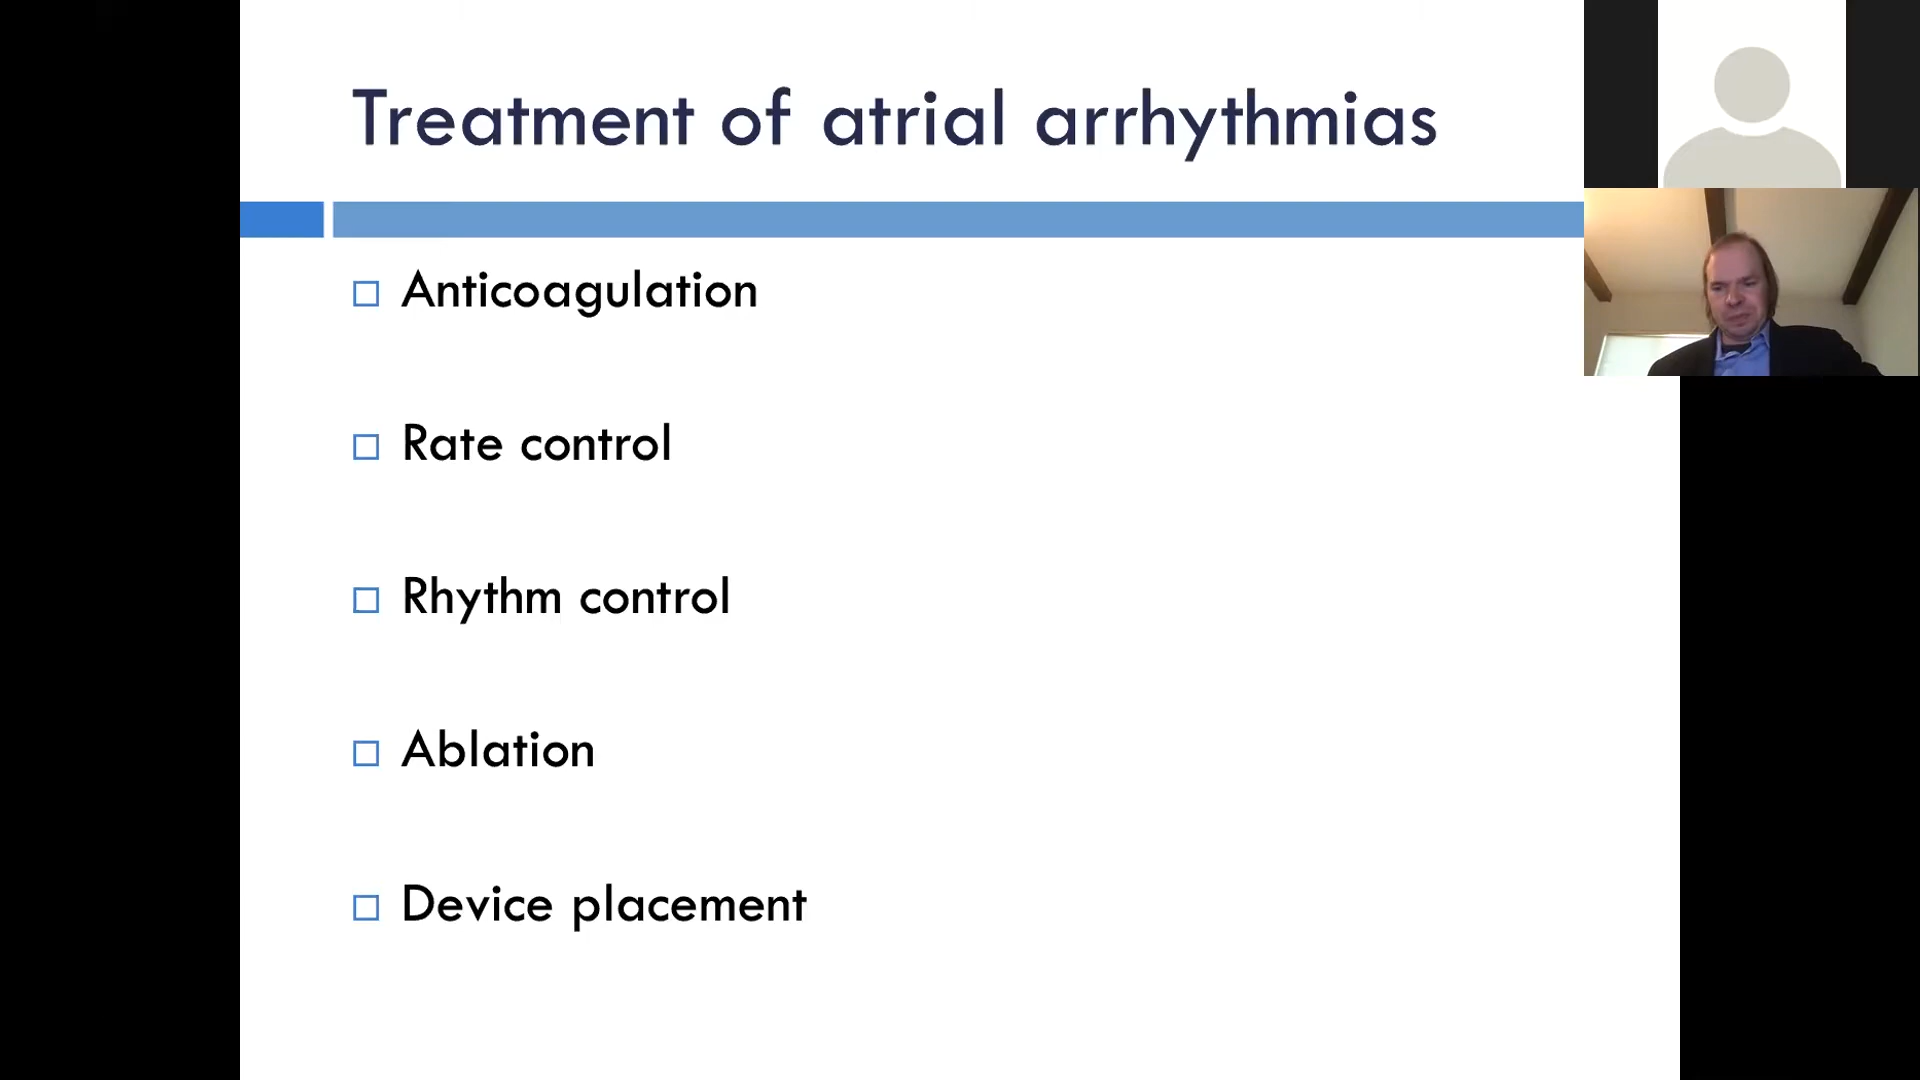 Treatment of atrial arrhythmias
Anticoagulation
Rate control
Rhythm control
Ablation
Device placement